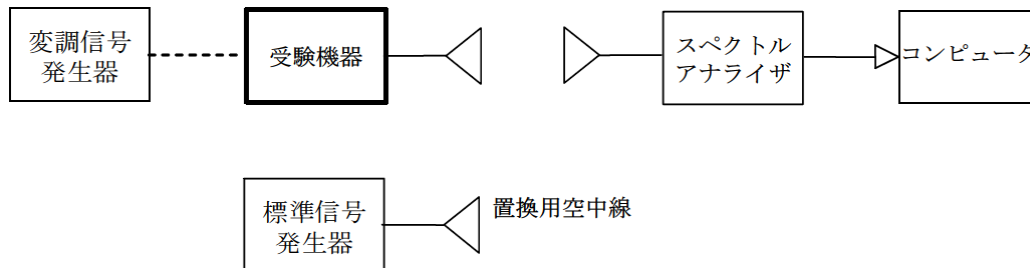 変調信号
発生器
受験機器
スペクトル
アナライザ
コンピュータ
標準信号
発生器
置換用空中線